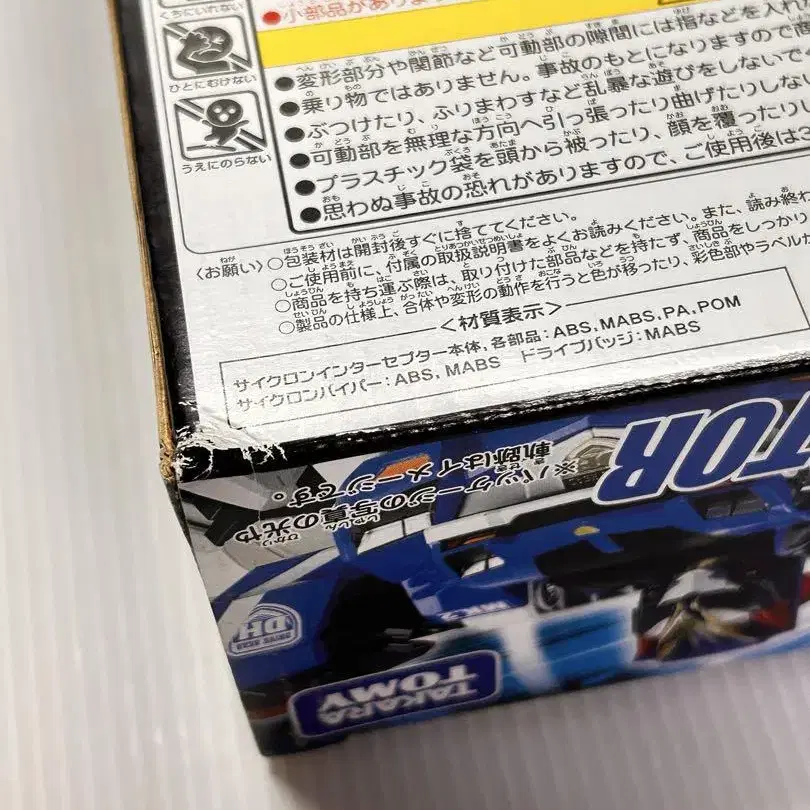 くちにいれない
ひとにむけない
うえにのらない
●小部品がありま
●変形部分や関節など可動部の隙間には指などを入れ
●乗り物ではありません。事故のもとになりますので
●ぶつけたり、ふりまわすなど乱暴な遊びをしないで
●可動部を無理な方向へ引っ張ったり曲げたりしな
●プラスチック袋を頭から被ったり、顔を覆ったり、
●思わぬ事故の恐れがありますので、ご使用後は
〈お願い〉○包装材は開封後すぐに捨ててください。
○ご使用前に、付属の取扱説明書をよくお読みください。また、読み終わ
○商品を持ち運ぶ際は、取り付けた部品などを持たず、商品をしっかり
○製品の仕様上、合体や変形の動作を行うと色が移ったり、彩色部やラベルが
＜材質表示＞
サイクロンインターセプター本体,各部品:ABS,MABS,PA,POM
サイクロンバイパー:ABS, MABS ドライブバッジ:MABS
TOR
※パッケージの写真の光や
軌跡はイメージです。
DH
DRIVE HEAD
MK
TAKARA
TOMY